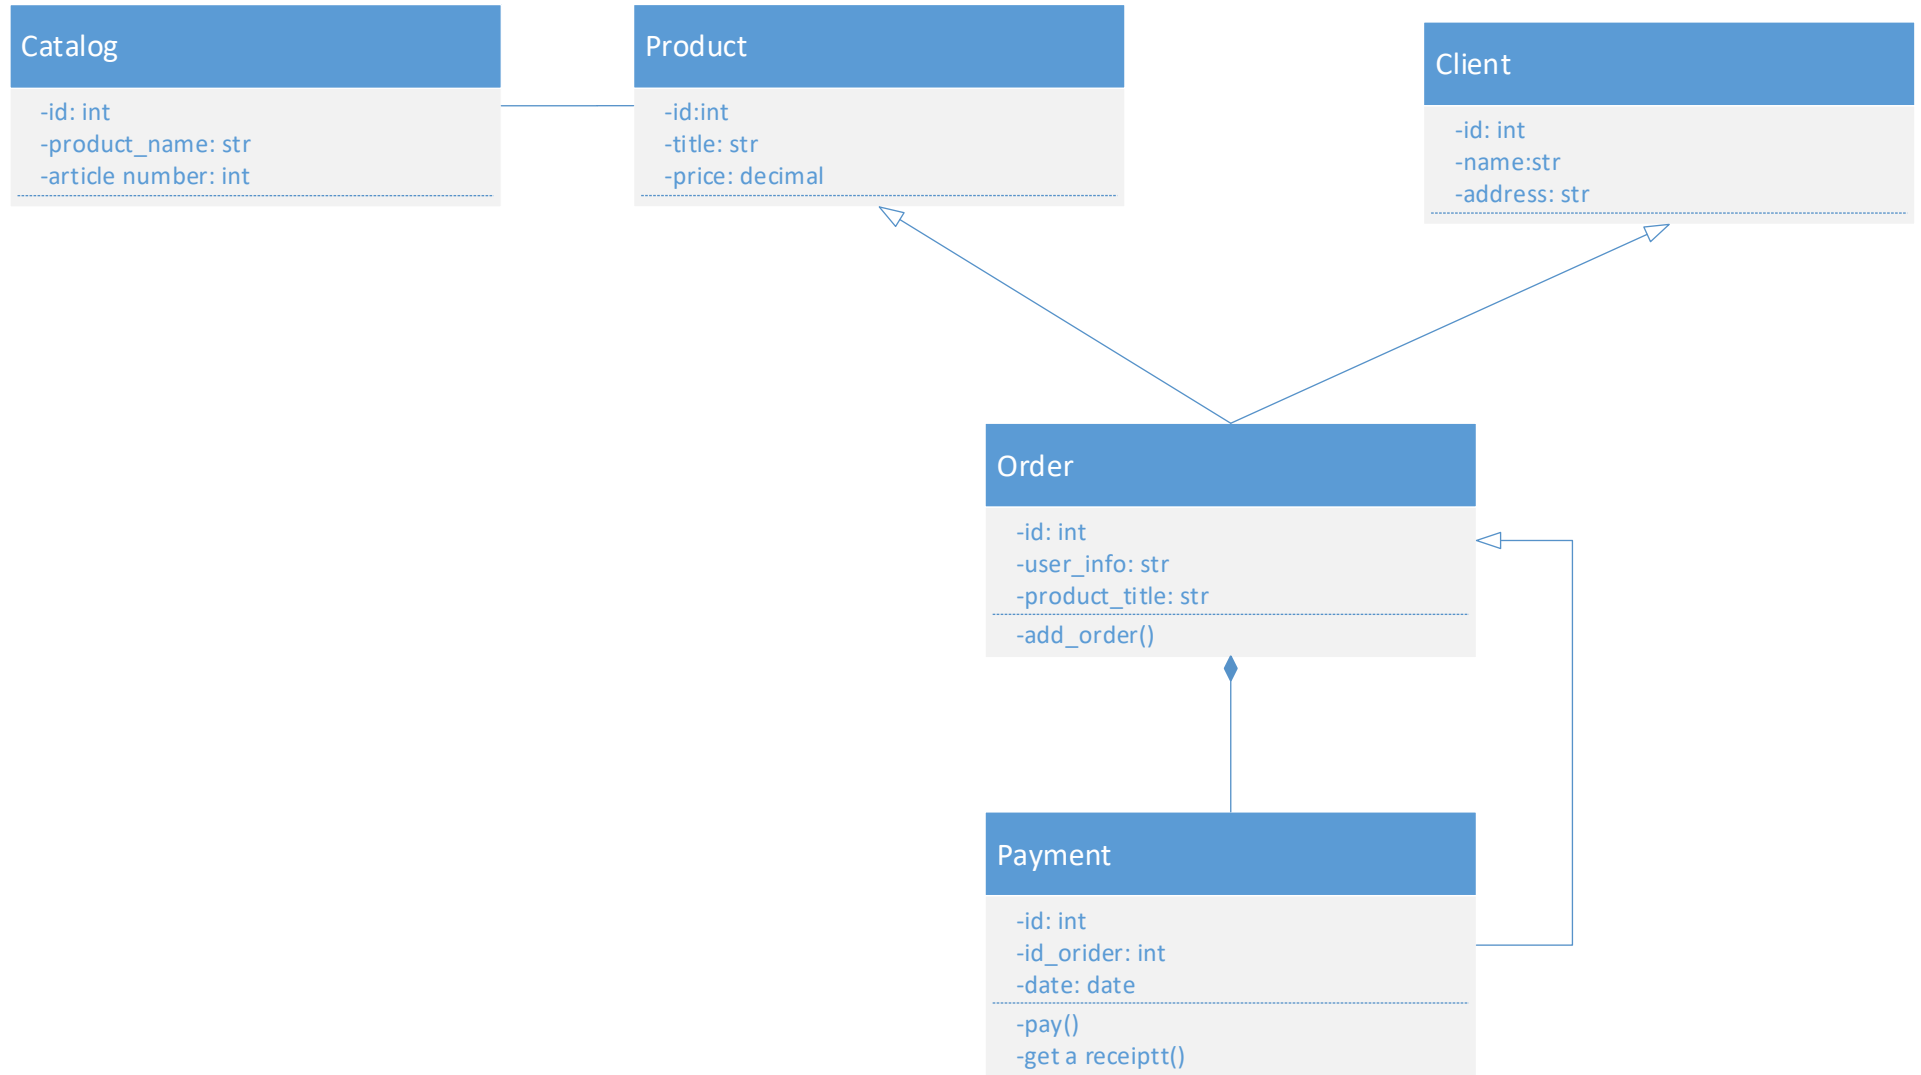 Catalog
-id: int
-product_name: str
-article number: int
Product
-id:int
-title: str
-price: decimal
Client
-id: int
-name:str
-address: str
Order
-id: int
-user_info: str
-product_title: str
-add_order()
Payment
-id: int
-id_orider: int
-date: date
-pay()
-get a receiptt()